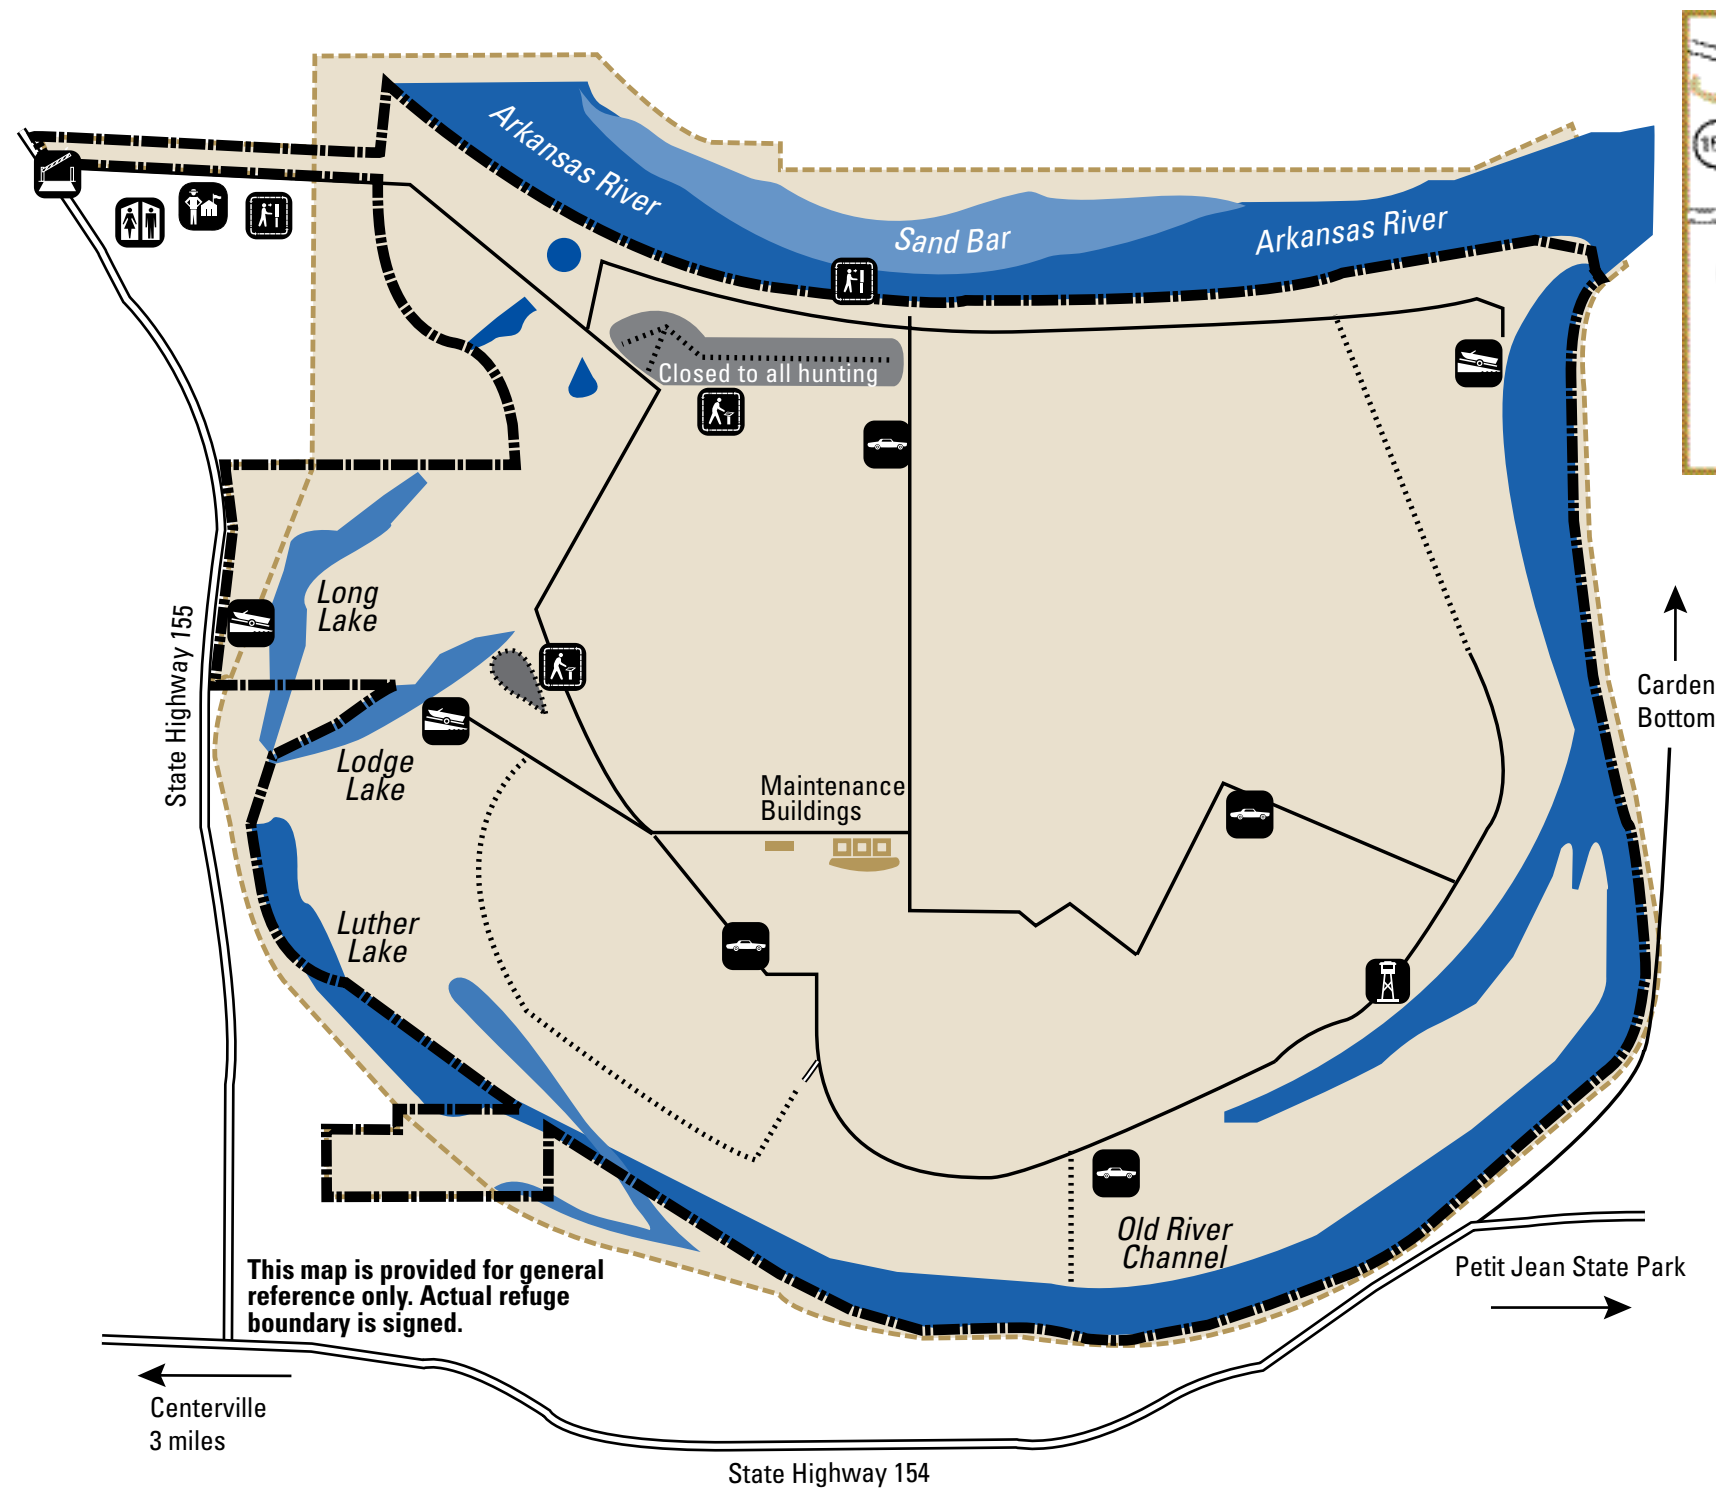 Arkansas River
Sand Bar
Arkansas River
Closed to all hunting
Long
Lake
State Highway 155
Lodge
Lake
Maintenance
Buildings
Carden
Bottom
Luther
Lake
Old River
Channel
This map is provided for general
reference only. Actual refuge
boundary is signed.
Petit Jean State Park
Centerville
3 miles
State Highway 154